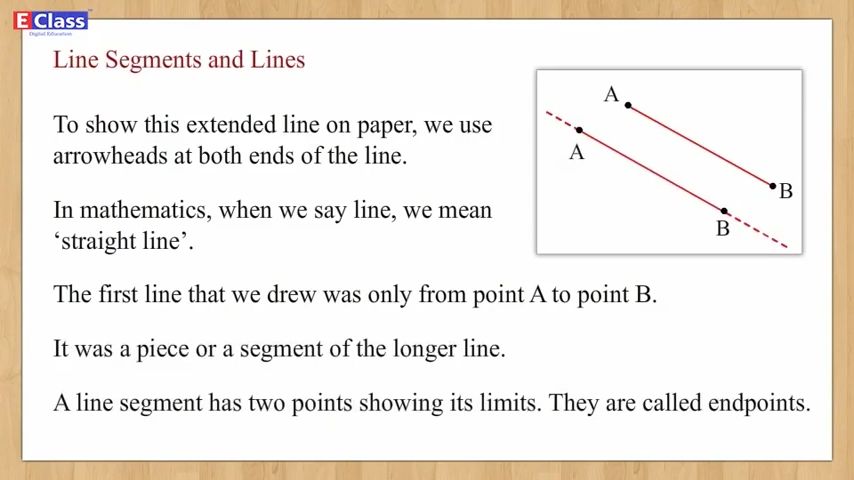 EClass
Digital Education
Line Segments and Lines
To show this extended line on paper, we use
arrowheads at both ends of the line.
In mathematics, when we say line, we mean
‘straight line’.
A
A
B
B
The first line that we drew was only from point A to point B.
It was a piece or a segment of the longer line.
A line segment has two points showing its limits. They are called endpoints.